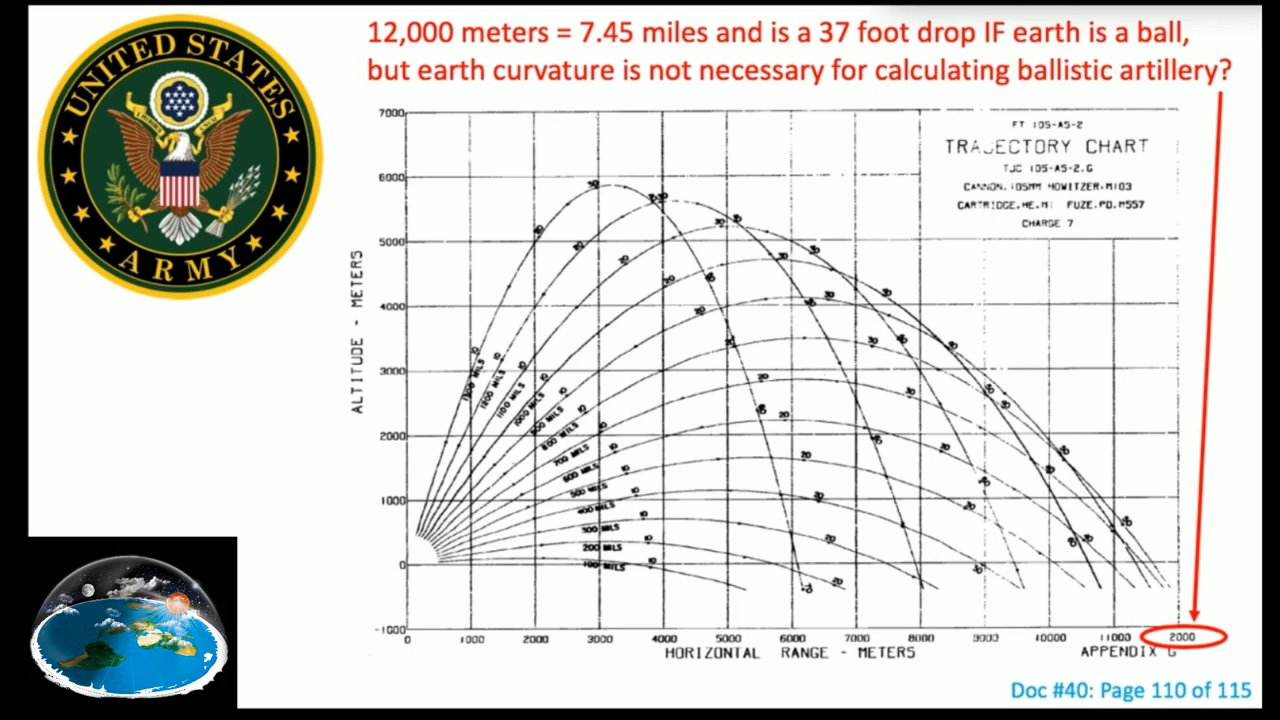 12,000 meters = 7.45 miles and is a 37 foot drop IF earth is a ball,
but earth curvature is not necessary for calculating ballistic artillery?
UNITED STATES
ARMY
FT 105-AS-2
TRAJECTORY CHART
TJC 105-AS-2.G
CANNON, 105MM HOWITZER, M103
CARTRIDGE, HE, M1 FUZE, PD, M557
CHARGE 7
ALTITUDE - METERS
7000
6000
5000
4000
3000
2000
1000
0
-1000
1300 MILS
1200 MILS
1100 MILS
1000 MILS
900 MILS
800 MILS
700 MILS
600 MILS
500 MILS
400 MILS
300 MILS
200 MILS
100 MILS
0 1000 2000 3000 4000 5000 6000 7000 8000 9000 10000 11000 2000
HORIZONTAL RANGE - METERS
APPENDIX G
Doc #40: Page 110 of 115